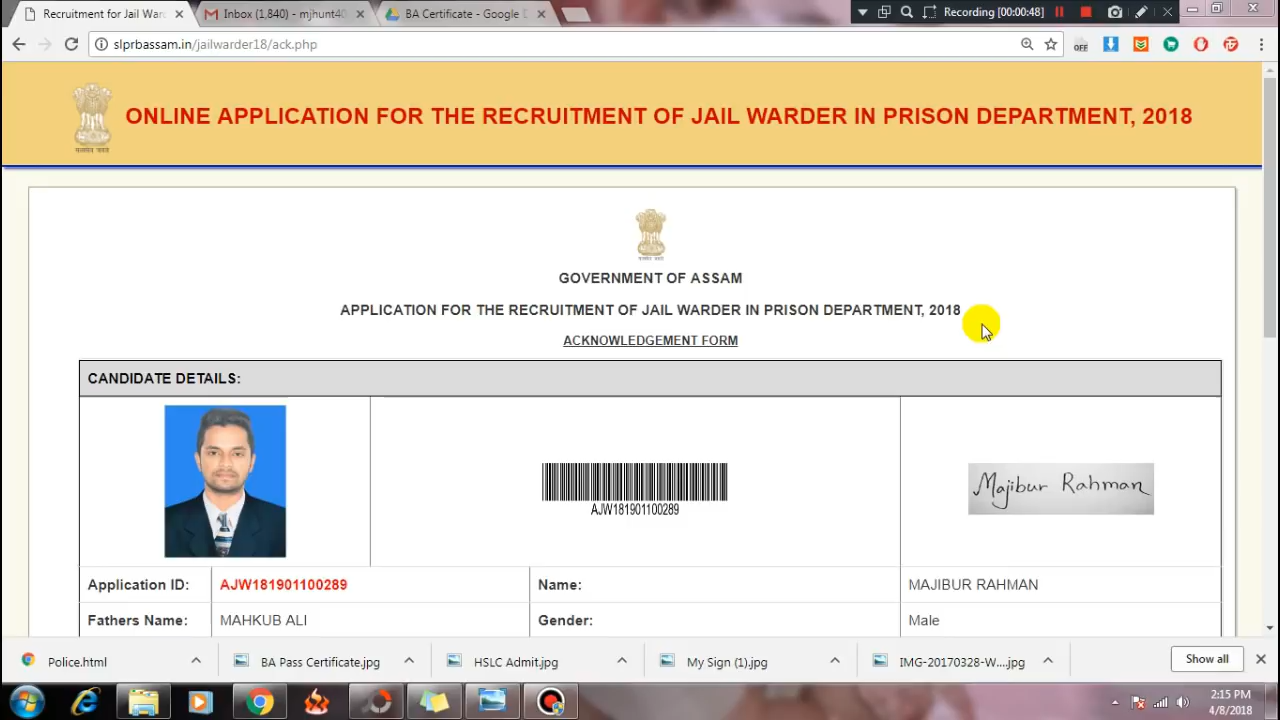 Recruitment for Jail War
Inbox (1,840) - mjhunt40
BA Certificate - Google D
Recording [00:00:48]
slprbassam.in/jailwarder18/ack.php
OFF
ONLINE APPLICATION FOR THE RECRUITMENT OF JAIL WARDER IN PRISON DEPARTMENT, 2018
GOVERNMENT OF ASSAM
APPLICATION FOR THE RECRUITMENT OF JAIL WARDER IN PRISON DEPARTMENT, 2018
ACKNOWLEDGEMENT FORM
CANDIDATE DETAILS:
Majibur Rahman
AJW181901100289
Application ID: AJW181901100289 Name: MAJIBUR RAHMAN
Fathers Name: MAHKUB ALI Gender: Male
Police.html
BA Pass Certificate.jpg
HSLC Admit.jpg
My Sign (1).jpg
IMG-20170328-W....jpg
Show all
2:15 PM
4/8/2018